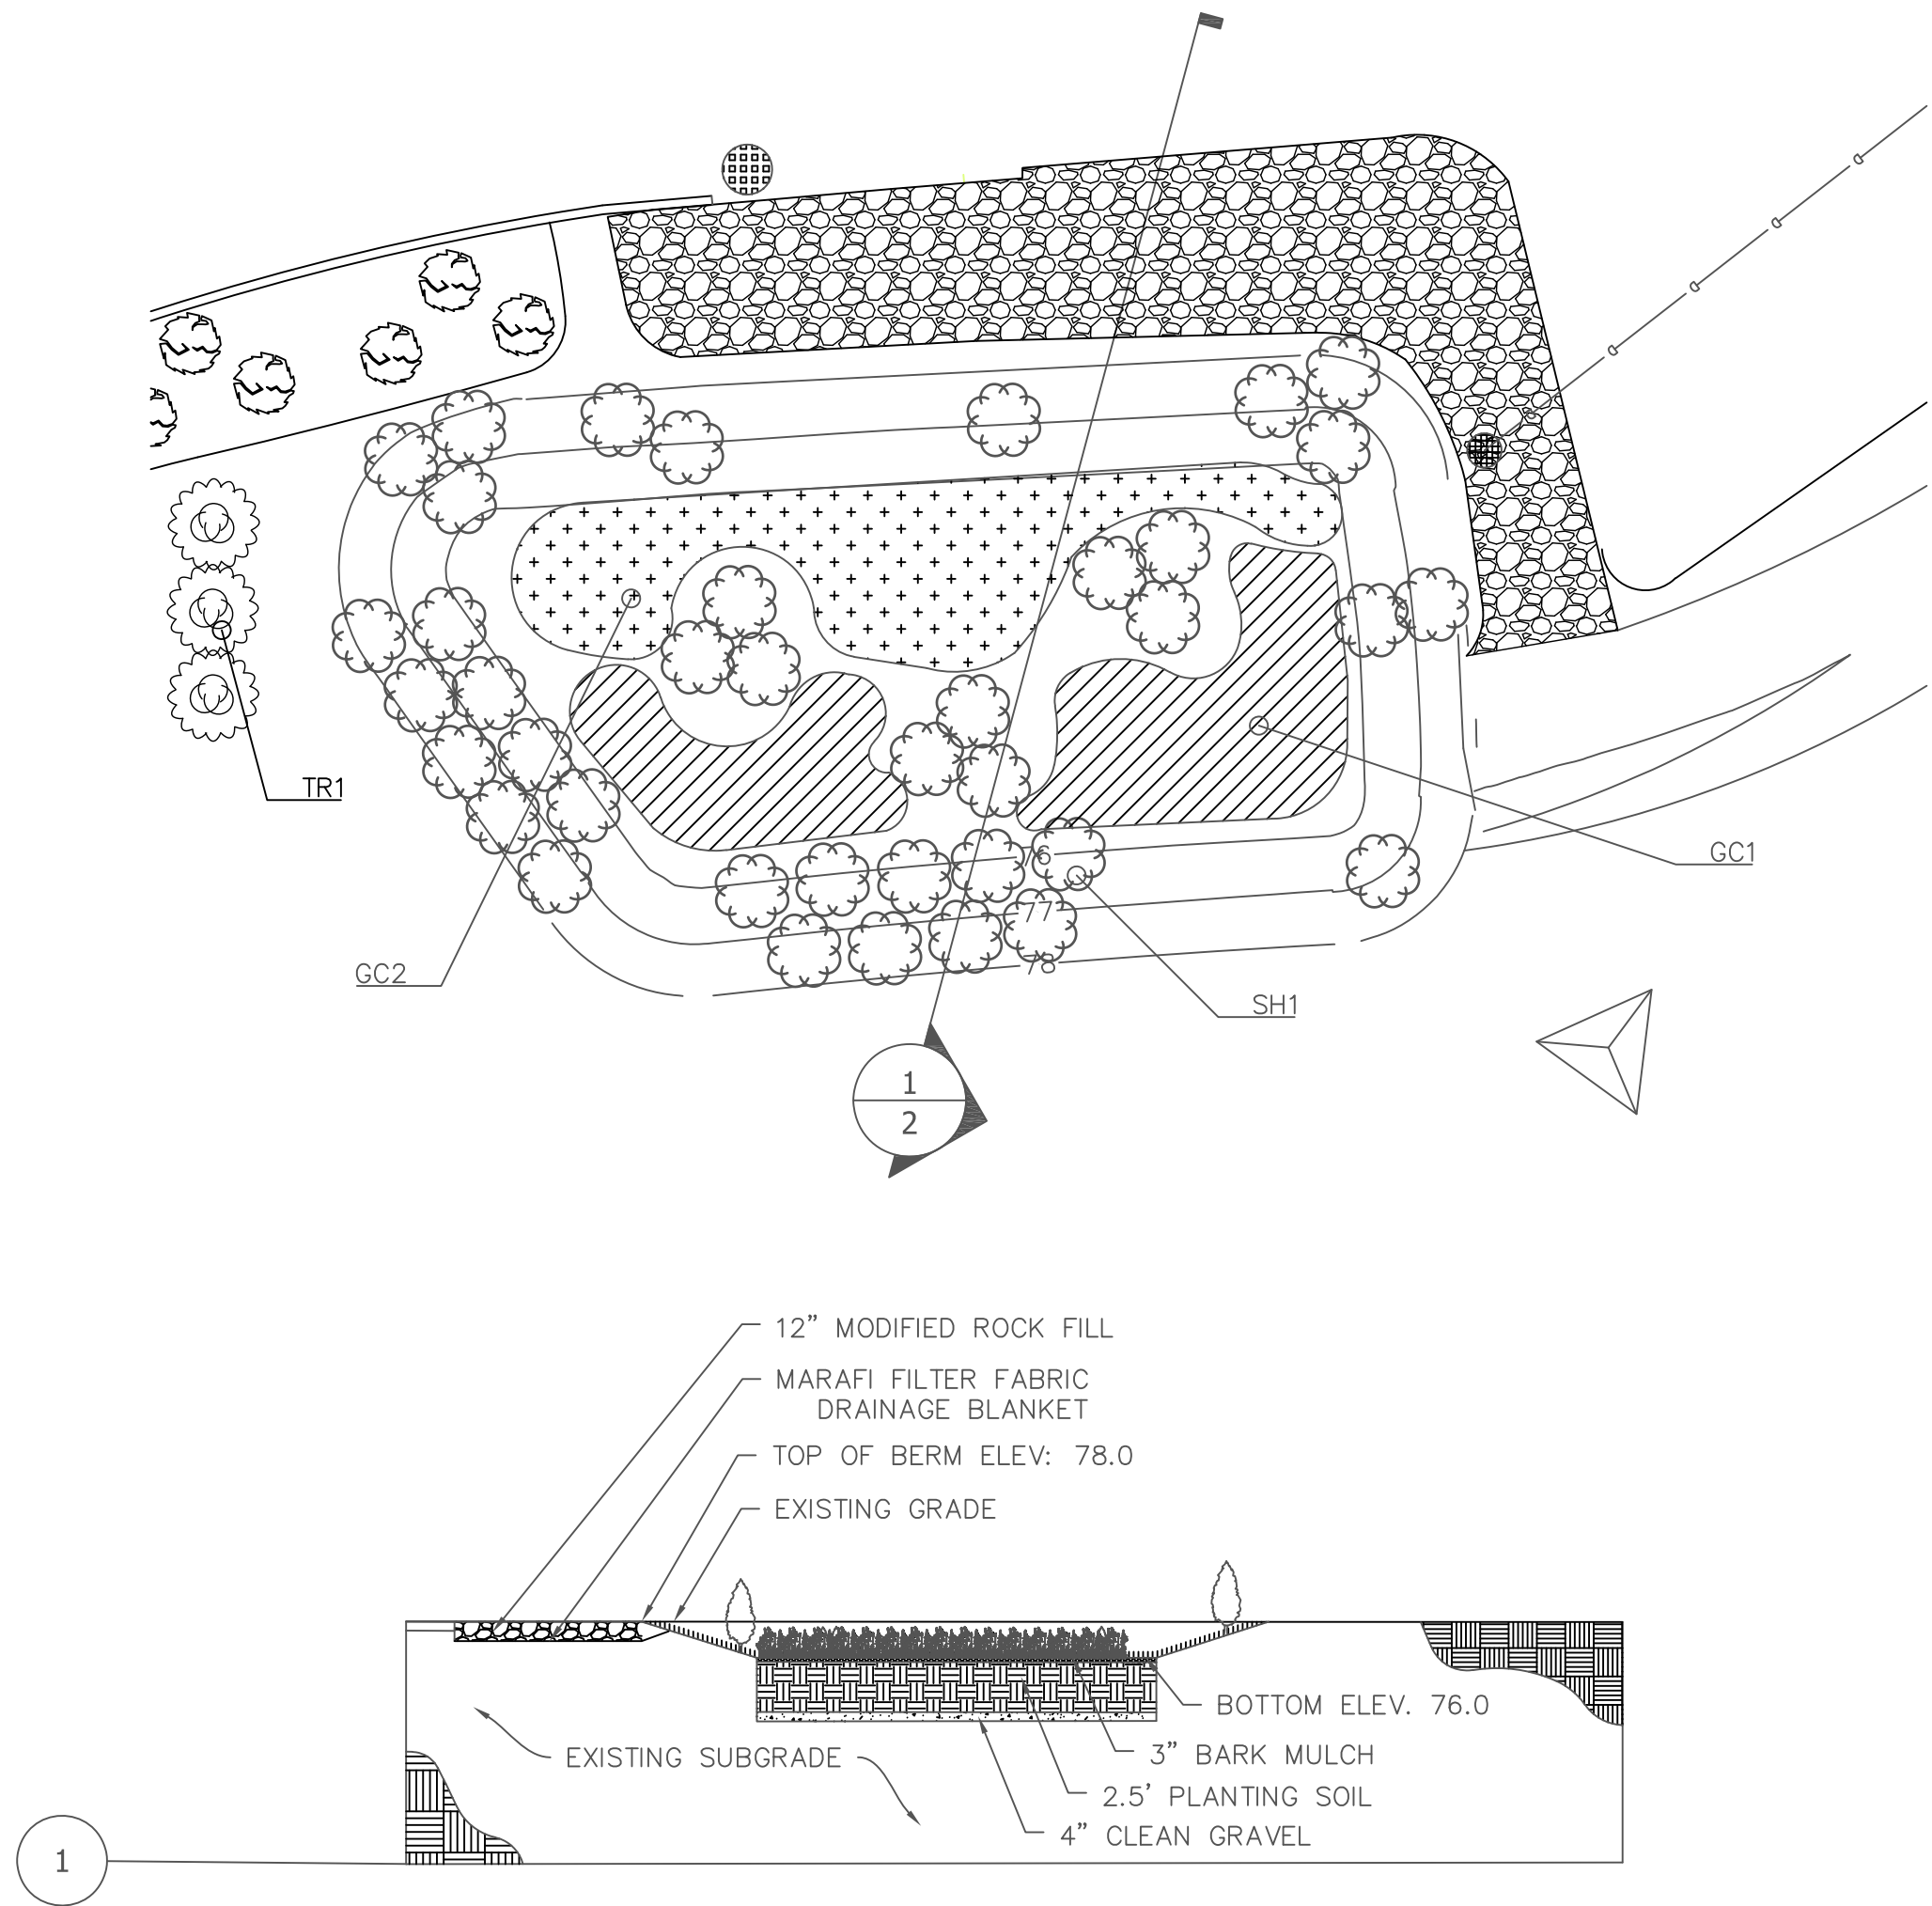 TR1
GC1
76
77
78
GC2
SH1
1
2
12” MODIFIED ROCK FILL
MARAFI FILTER FABRIC
DRAINAGE BLANKET
TOP OF BERM ELEV: 78.0
EXISTING GRADE
BOTTOM ELEV. 76.0
3” BARK MULCH
EXISTING SUBGRADE
2.5’ PLANTING SOIL
4” CLEAN GRAVEL
1